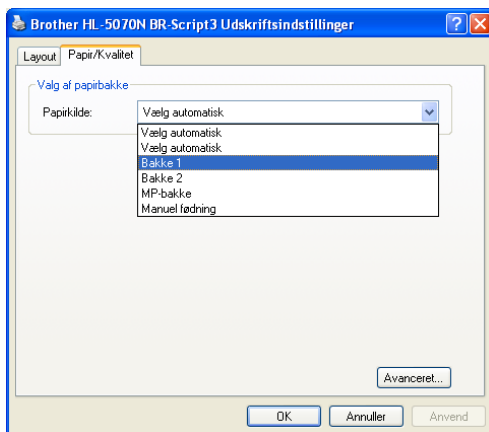 Brother HL-5070N BR-Script3 Udskriftsindstillinger
Layout Papir/Kvalitet
Valg af papirbakke
Papirkilde: Vælg automatisk
Vælg automatisk
Vælg automatisk
Bakke 1
Bakke 2
MP-bakke
Manuel fødning
Avanceret...
OK Annuller Anvend